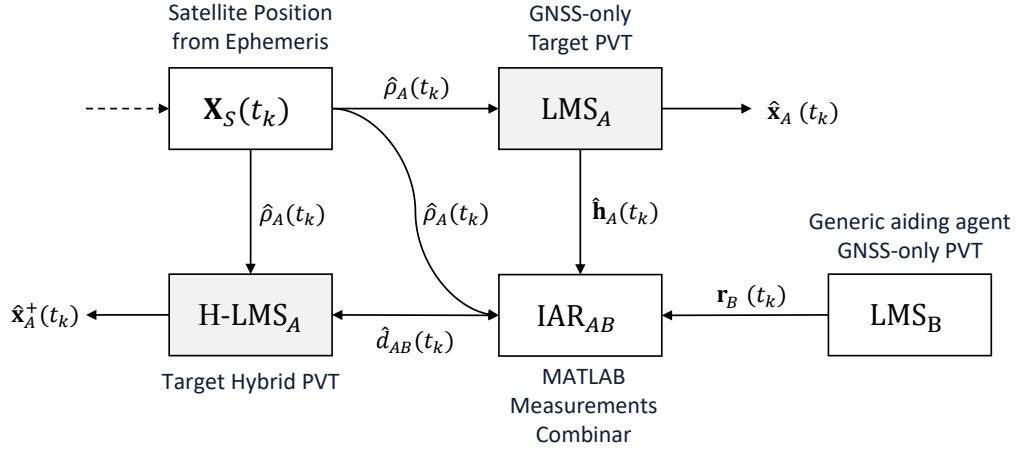 Satellite Position
from Ephemeris
GNSS-only
Target PVT
X_S(t_k)
ρ̂_A(t_k)
LMS_A
x̂_A (t_k)
ρ̂_A(t_k)
ρ̂_A(t_k)
ĥ_A(t_k)
Generic aiding agent
GNSS-only PVT
x̂_A^+(t_k)
H-LMS_A
d̂_AB(t_k)
IAR_AB
r_B (t_k)
LMS_B
Target Hybrid PVT
MATLAB
Measurements
Combinar